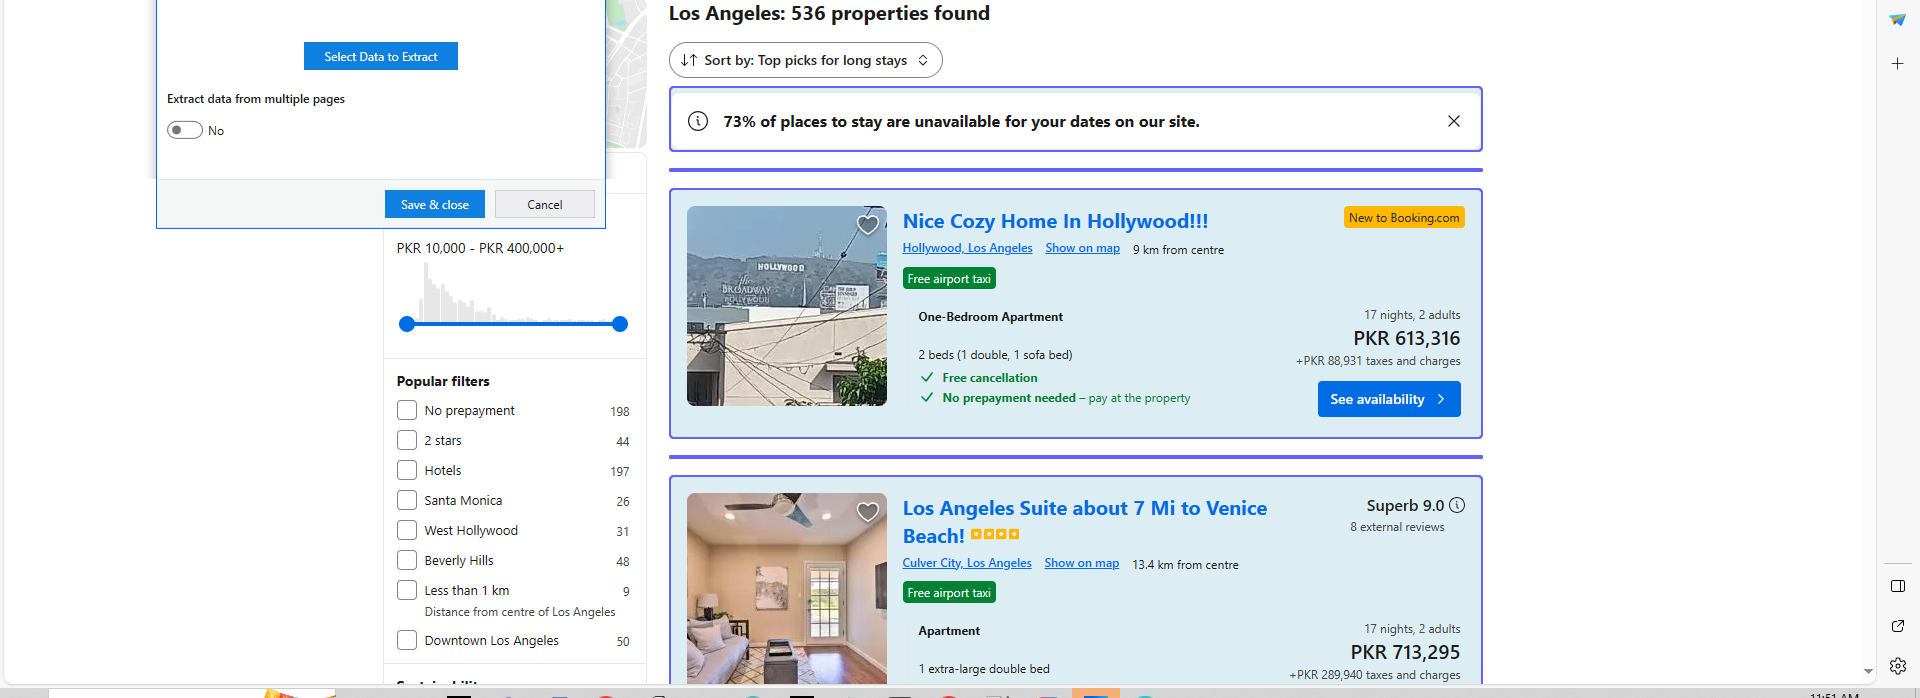 Select Data to Extract
Extract data from multiple pages
No
Save & close
Cancel
PKR 10,000 - PKR 400,000+
Popular filters
No prepayment 198
2 stars 44
Hotels 197
Santa Monica 26
West Hollywood 31
Beverly Hills 48
Less than 1 km 9
Distance from centre of Los Angeles
Downtown Los Angeles 50
Los Angeles: 536 properties found
Sort by: Top picks for long stays
73% of places to stay are unavailable for your dates on our site.
HOLLYWOOD
the
BROADWAY
HOLLYWOOD
Nice Cozy Home In Hollywood!!!
New to Booking.com
Hollywood, Los Angeles Show on map 9 km from centre
Free airport taxi
One-Bedroom Apartment
17 nights, 2 adults
PKR 613,316
2 beds (1 double, 1 sofa bed)
+PKR 88,931 taxes and charges
Free cancellation
No prepayment needed – pay at the property
See availability
Los Angeles Suite about 7 Mi to Venice
Beach!
Superb 9.0
8 external reviews
Culver City, Los Angeles Show on map 13.4 km from centre
Free airport taxi
Apartment
17 nights, 2 adults
PKR 713,295
1 extra-large double bed
+PKR 289,940 taxes and charges
11:51 AM